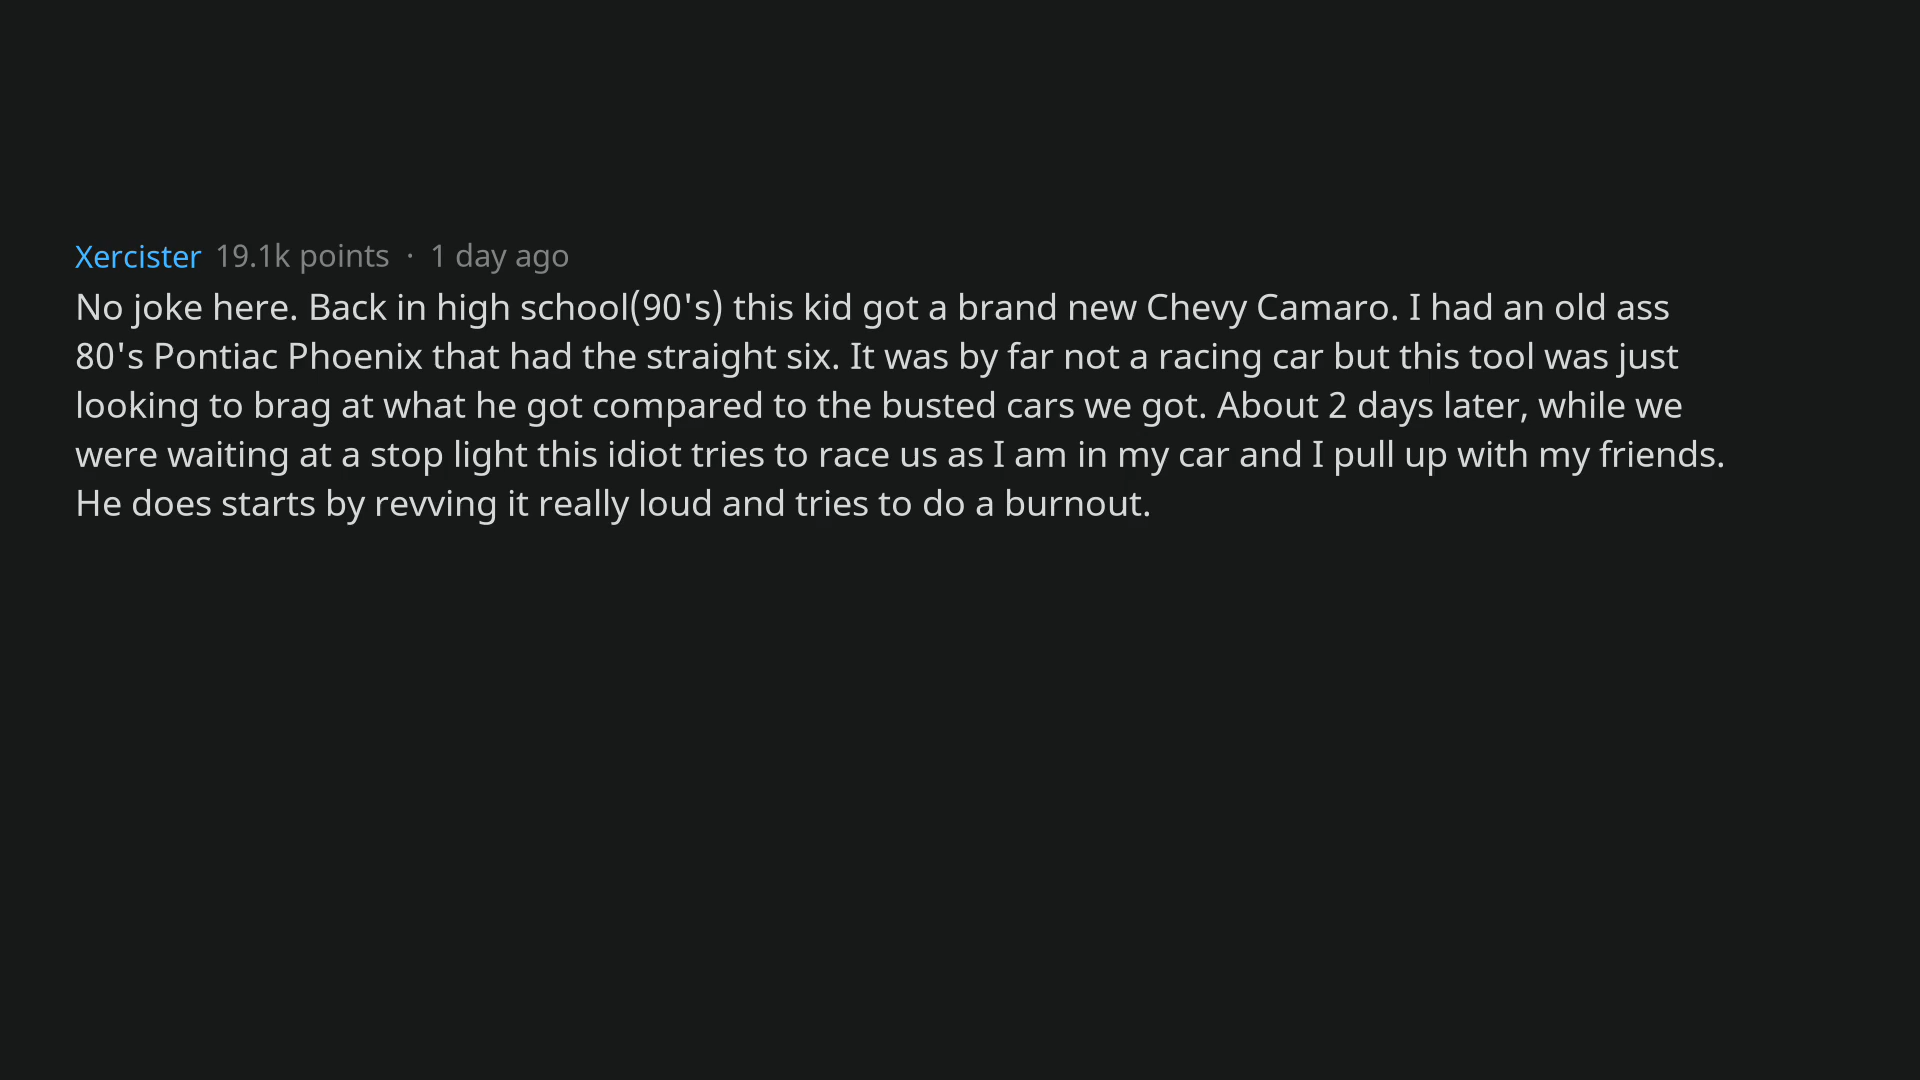 Xercister 19.1k points · 1 day ago
No joke here. Back in high school(90's) this kid got a brand new Chevy Camaro. I had an old ass
80's Pontiac Phoenix that had the straight six. It was by far not a racing car but this tool was just
looking to brag at what he got compared to the busted cars we got. About 2 days later, while we
were waiting at a stop light this idiot tries to race us as I am in my car and I pull up with my friends.
He does starts by revving it really loud and tries to do a burnout.